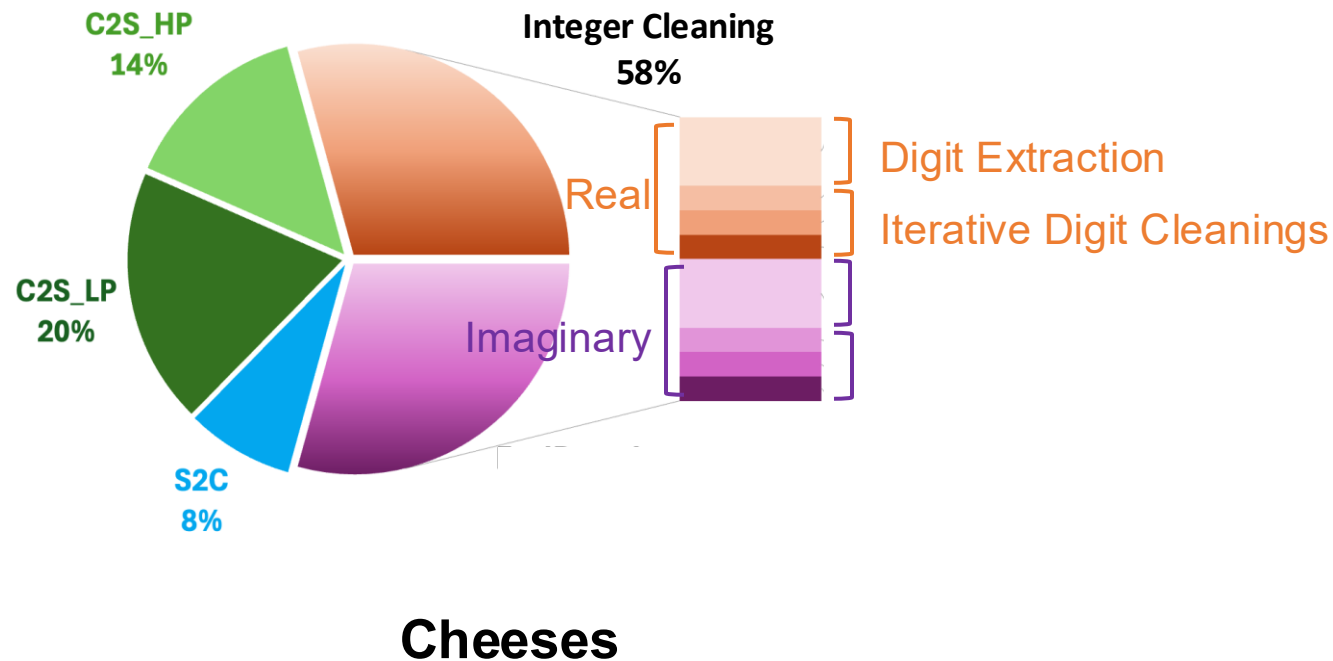 C2S_HP
14%
Integer Cleaning
58%
Digit Extraction
Real
Iterative Digit Cleanings
C2S_LP
20%
Imaginary
S2C
8%
Cheeses